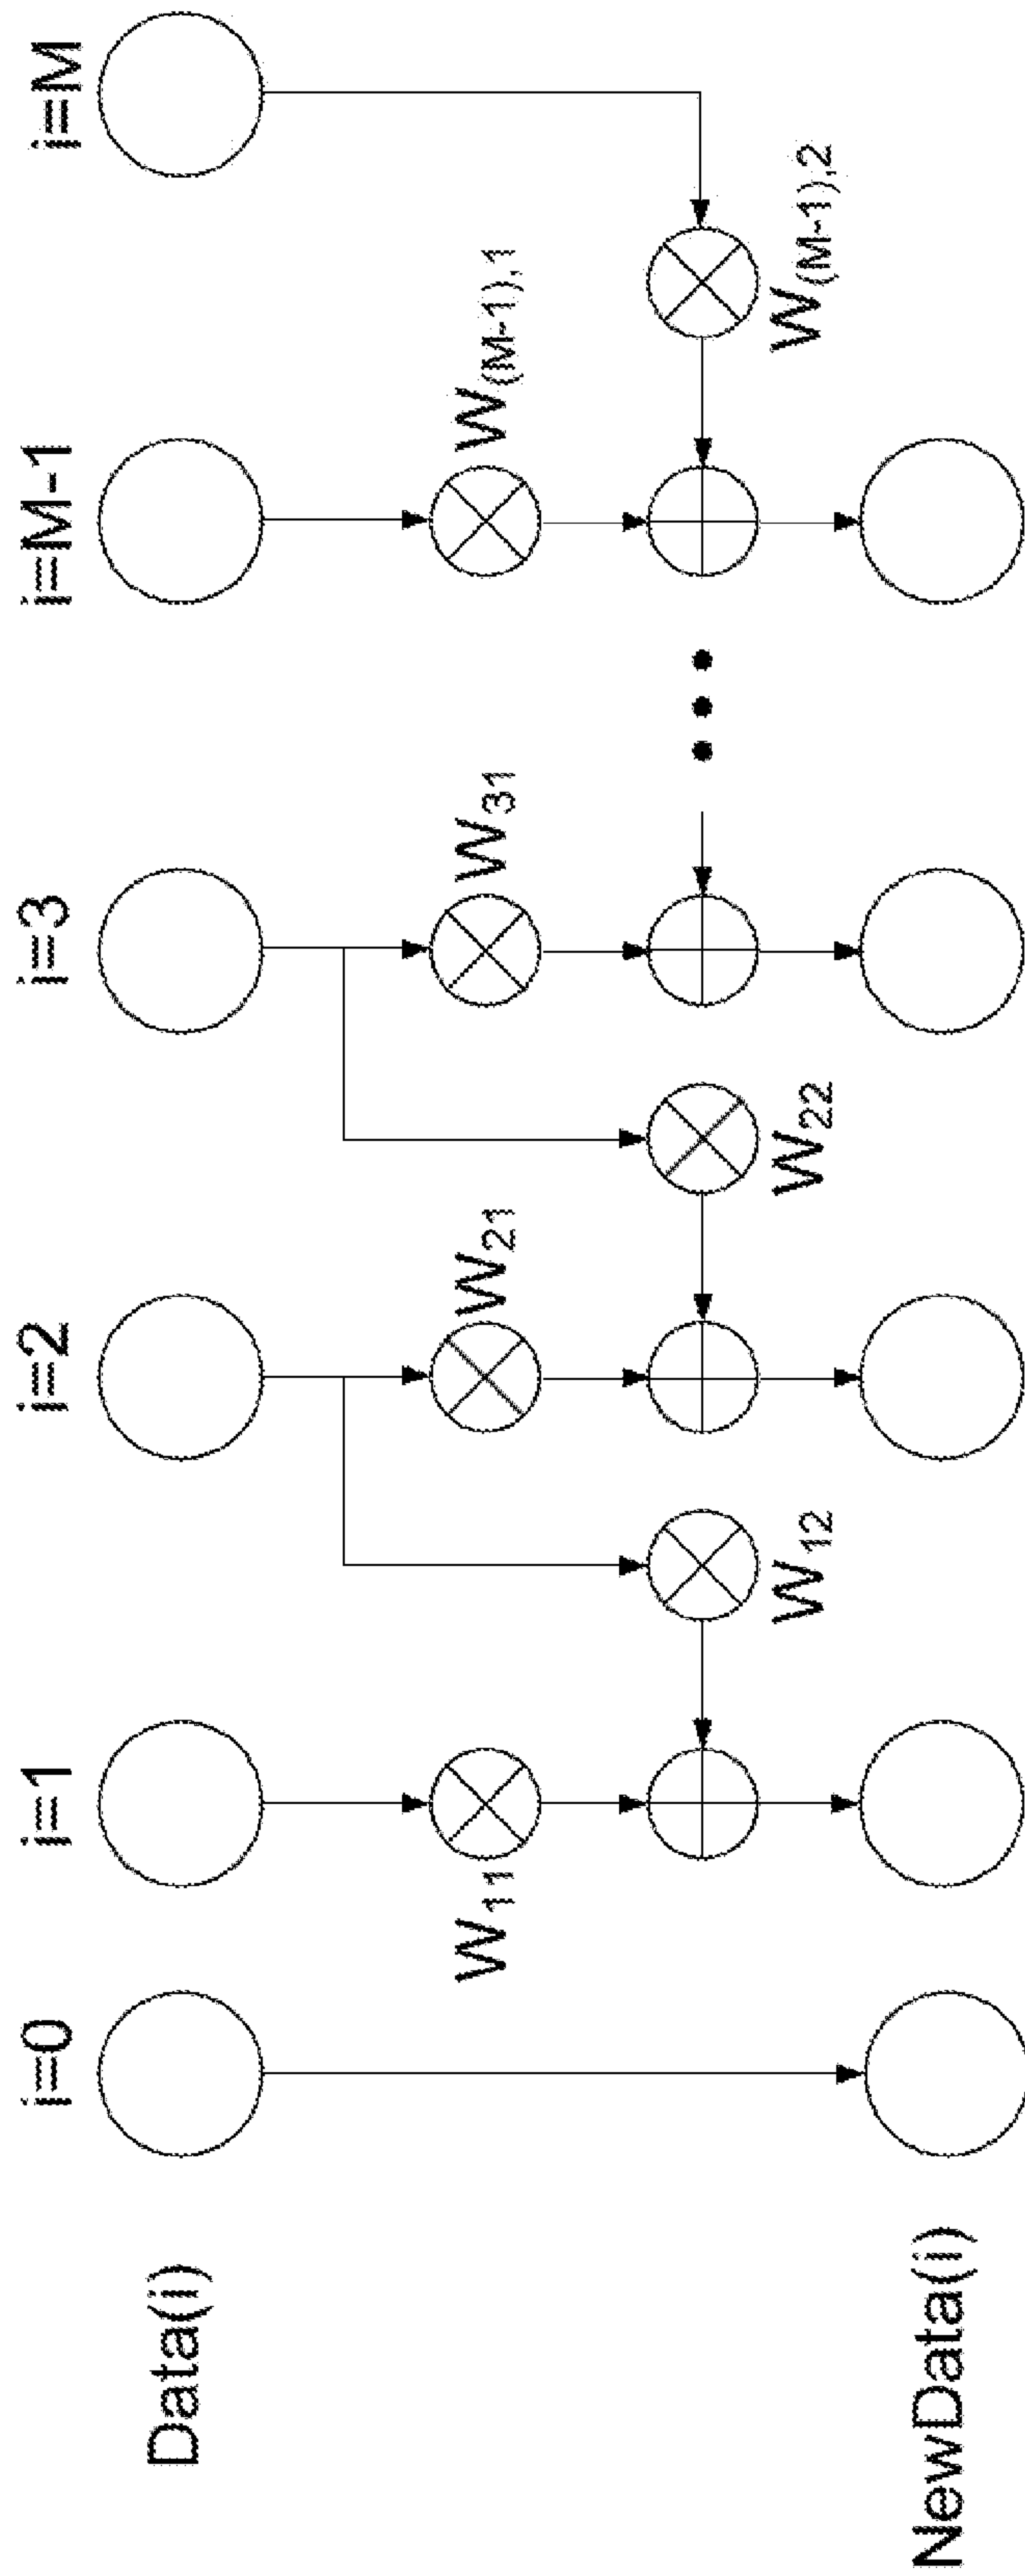 i=0 i=1 i=2 i=3 i=M-1 i=M
Data(i)
W₁₁ W₂₁ W₃₁ W₍M₋₁₎,₁
W₁₂ W₂₂ W₍M₋₁₎,₂
NewData(i)